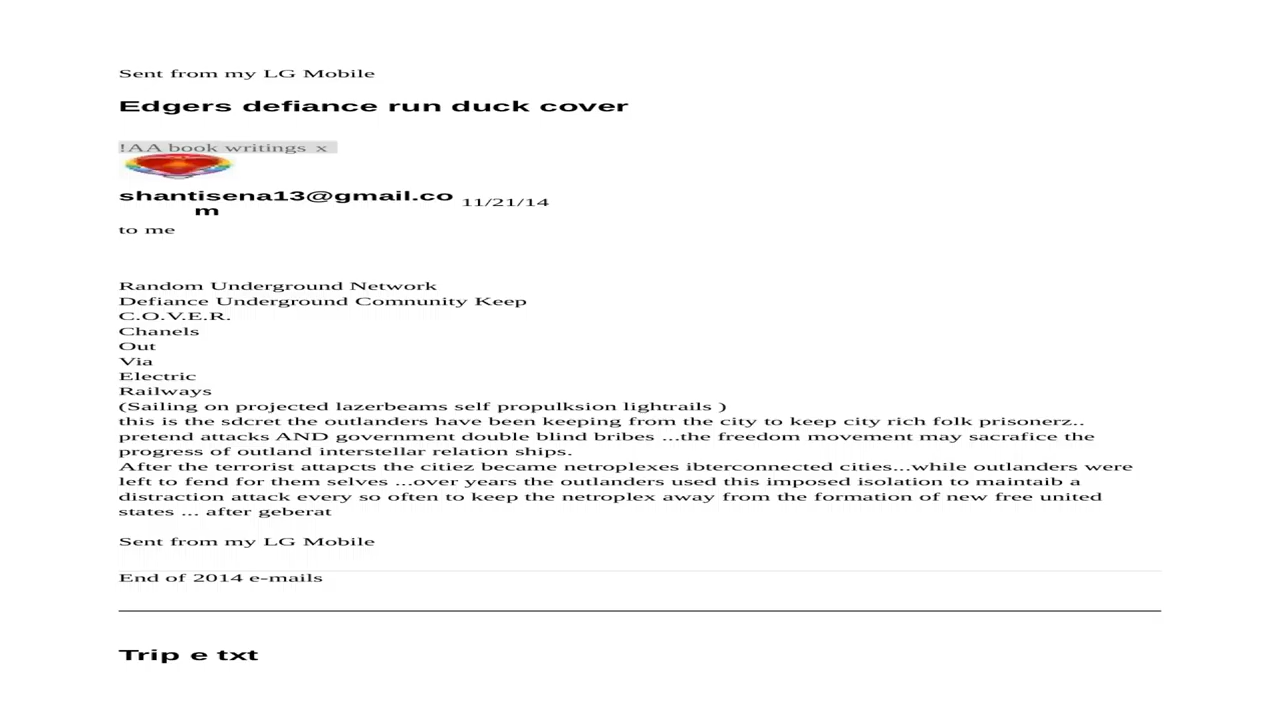 Sent from my LG Mobile
Edgers defiance run duck cover
!AA book writings x
shantisena13@gmail.co
m
11/21/14
to me
Random Underground Network
Defiance Underground Comnunity Keep
C.O.V.E.R.
Chanels
Out
Via
Electric
Railways
(Sailing on projected lazerbeams self propulksion lightrails )
this is the sdcret the outlanders have been keeping from the city to keep city rich folk prisonerz..
pretend attacks AND government double blind bribes ...the freedom movement may sacrafice the
progress of outland interstellar relation ships.
After the terrorist attapcts the citiez became netroplexes ibterconnected cities...while outlanders were
left to fend for them selves ...over years the outlanders used this imposed isolation to maintaib a
distraction attack every so often to keep the netroplex away from the formation of new free united
states ... after geberat
Sent from my LG Mobile
End of 2014 e-mails
Trip e txt